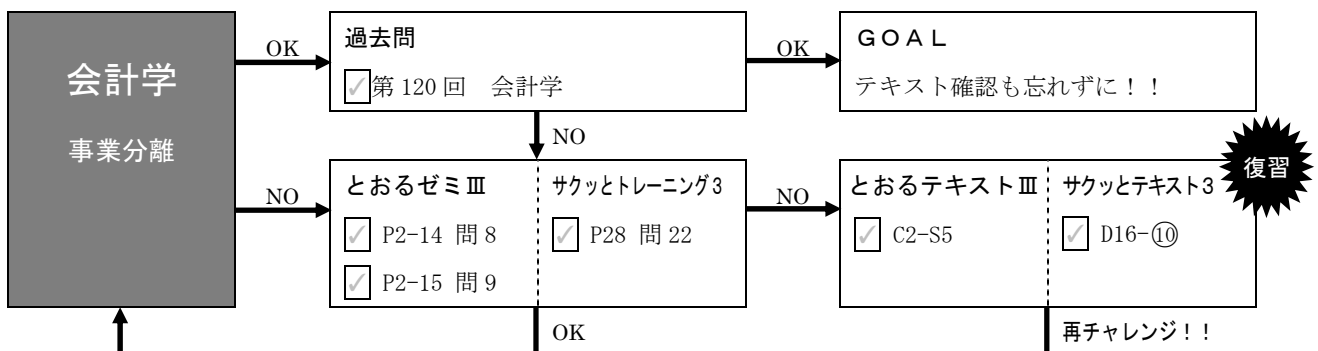 会計学
事業分離
OK
過去問
✓第120回 会計学
OK
GOAL
テキスト確認も忘れずに!!
NO
NO
とおるゼミⅢ
✓ P2-14 問8
✓ P2-15 問9
サクッとトレーニング3
✓ P28 問22
NO
とおるテキストⅢ
✓ C2-S5
サクッとテキスト3
✓ D16-⑩
復習
OK
再チャレンジ!!